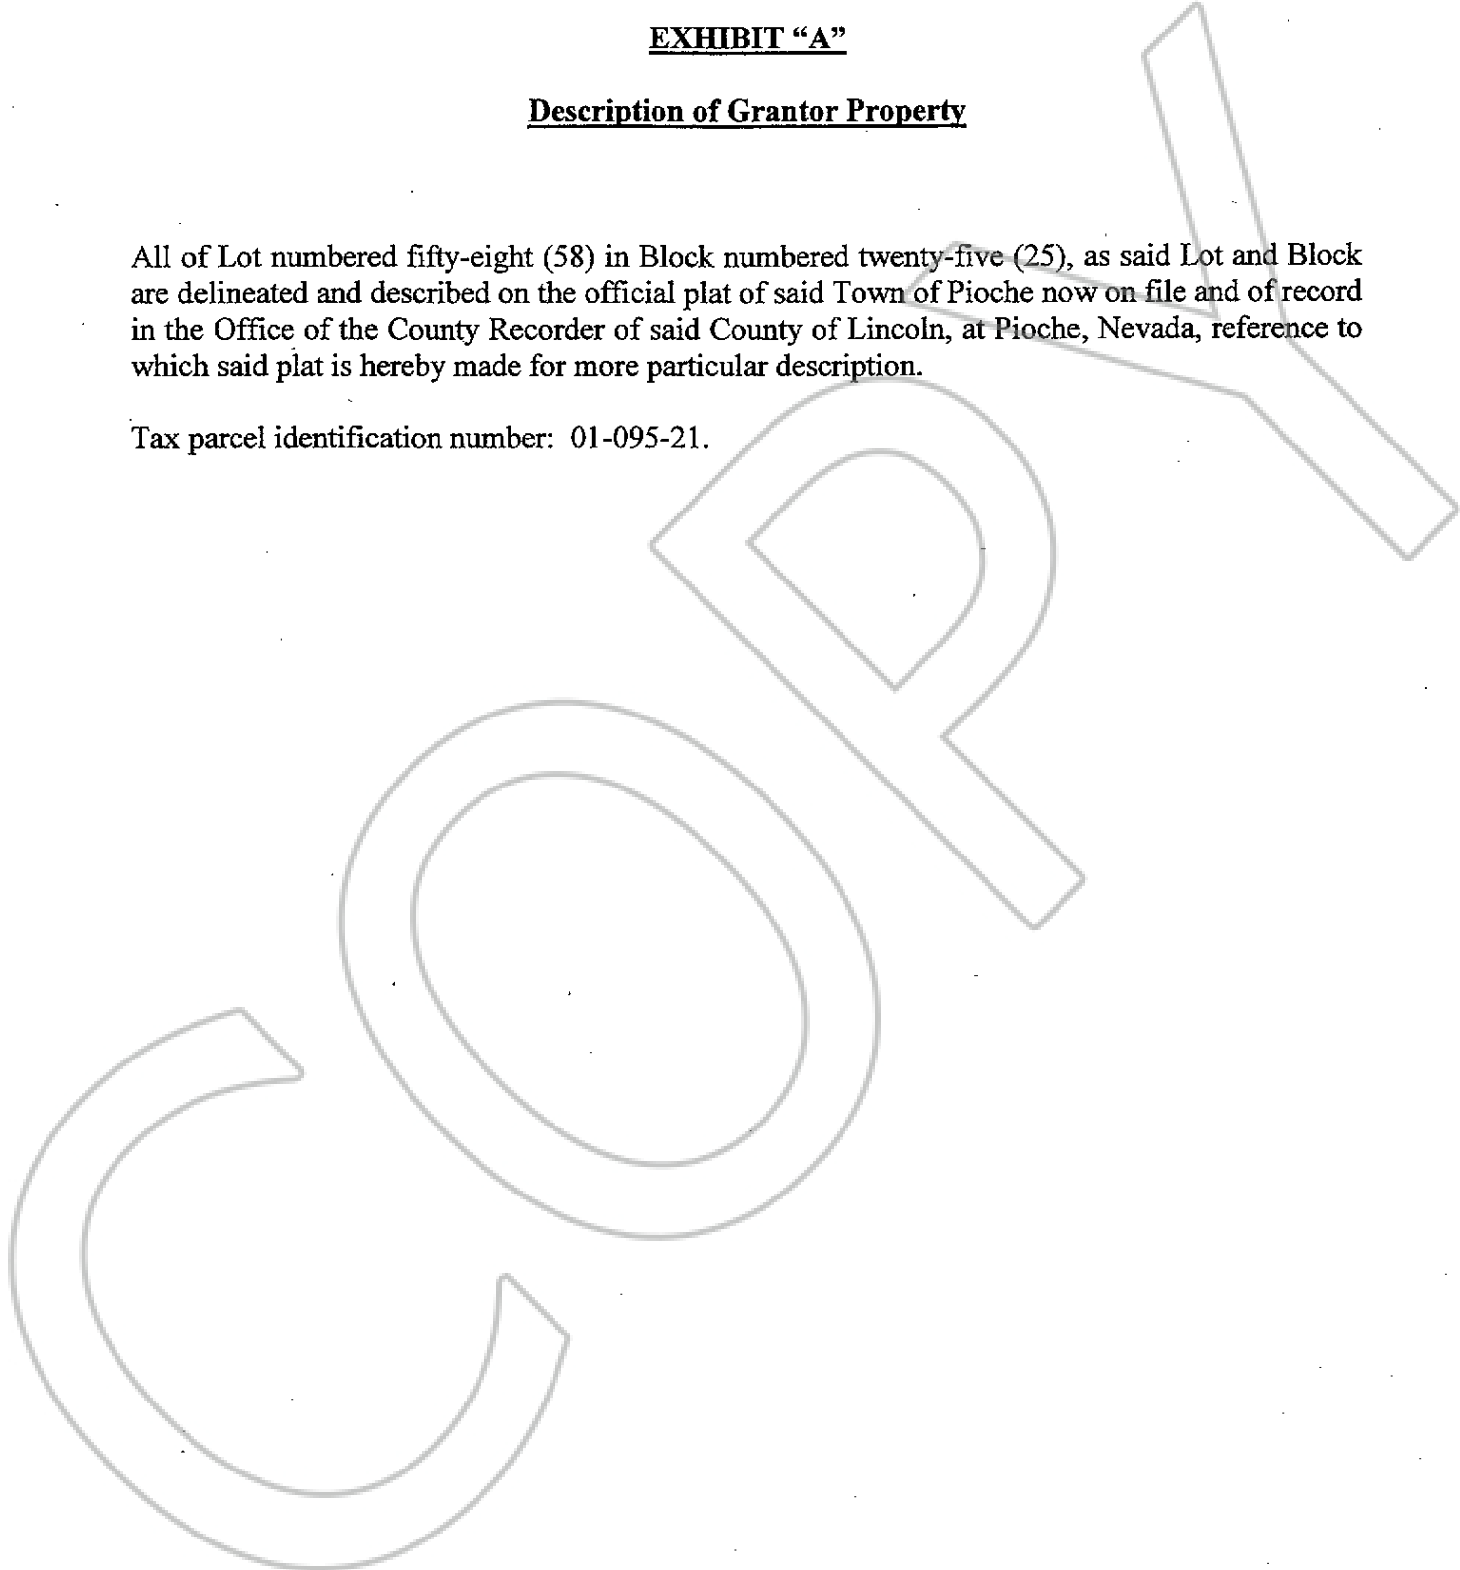 EXHIBIT “A”
Description of Grantor Property
All of Lot numbered fifty-eight (58) in Block numbered twenty-five (25), as said Lot and Block
are delineated and described on the official plat of said Town of Pioche now on file and of record
in the Office of the County Recorder of said County of Lincoln, at Pioche, Nevada, reference to
which said plat is hereby made for more particular description.
Tax parcel identification number:  01-095-21.
COPY